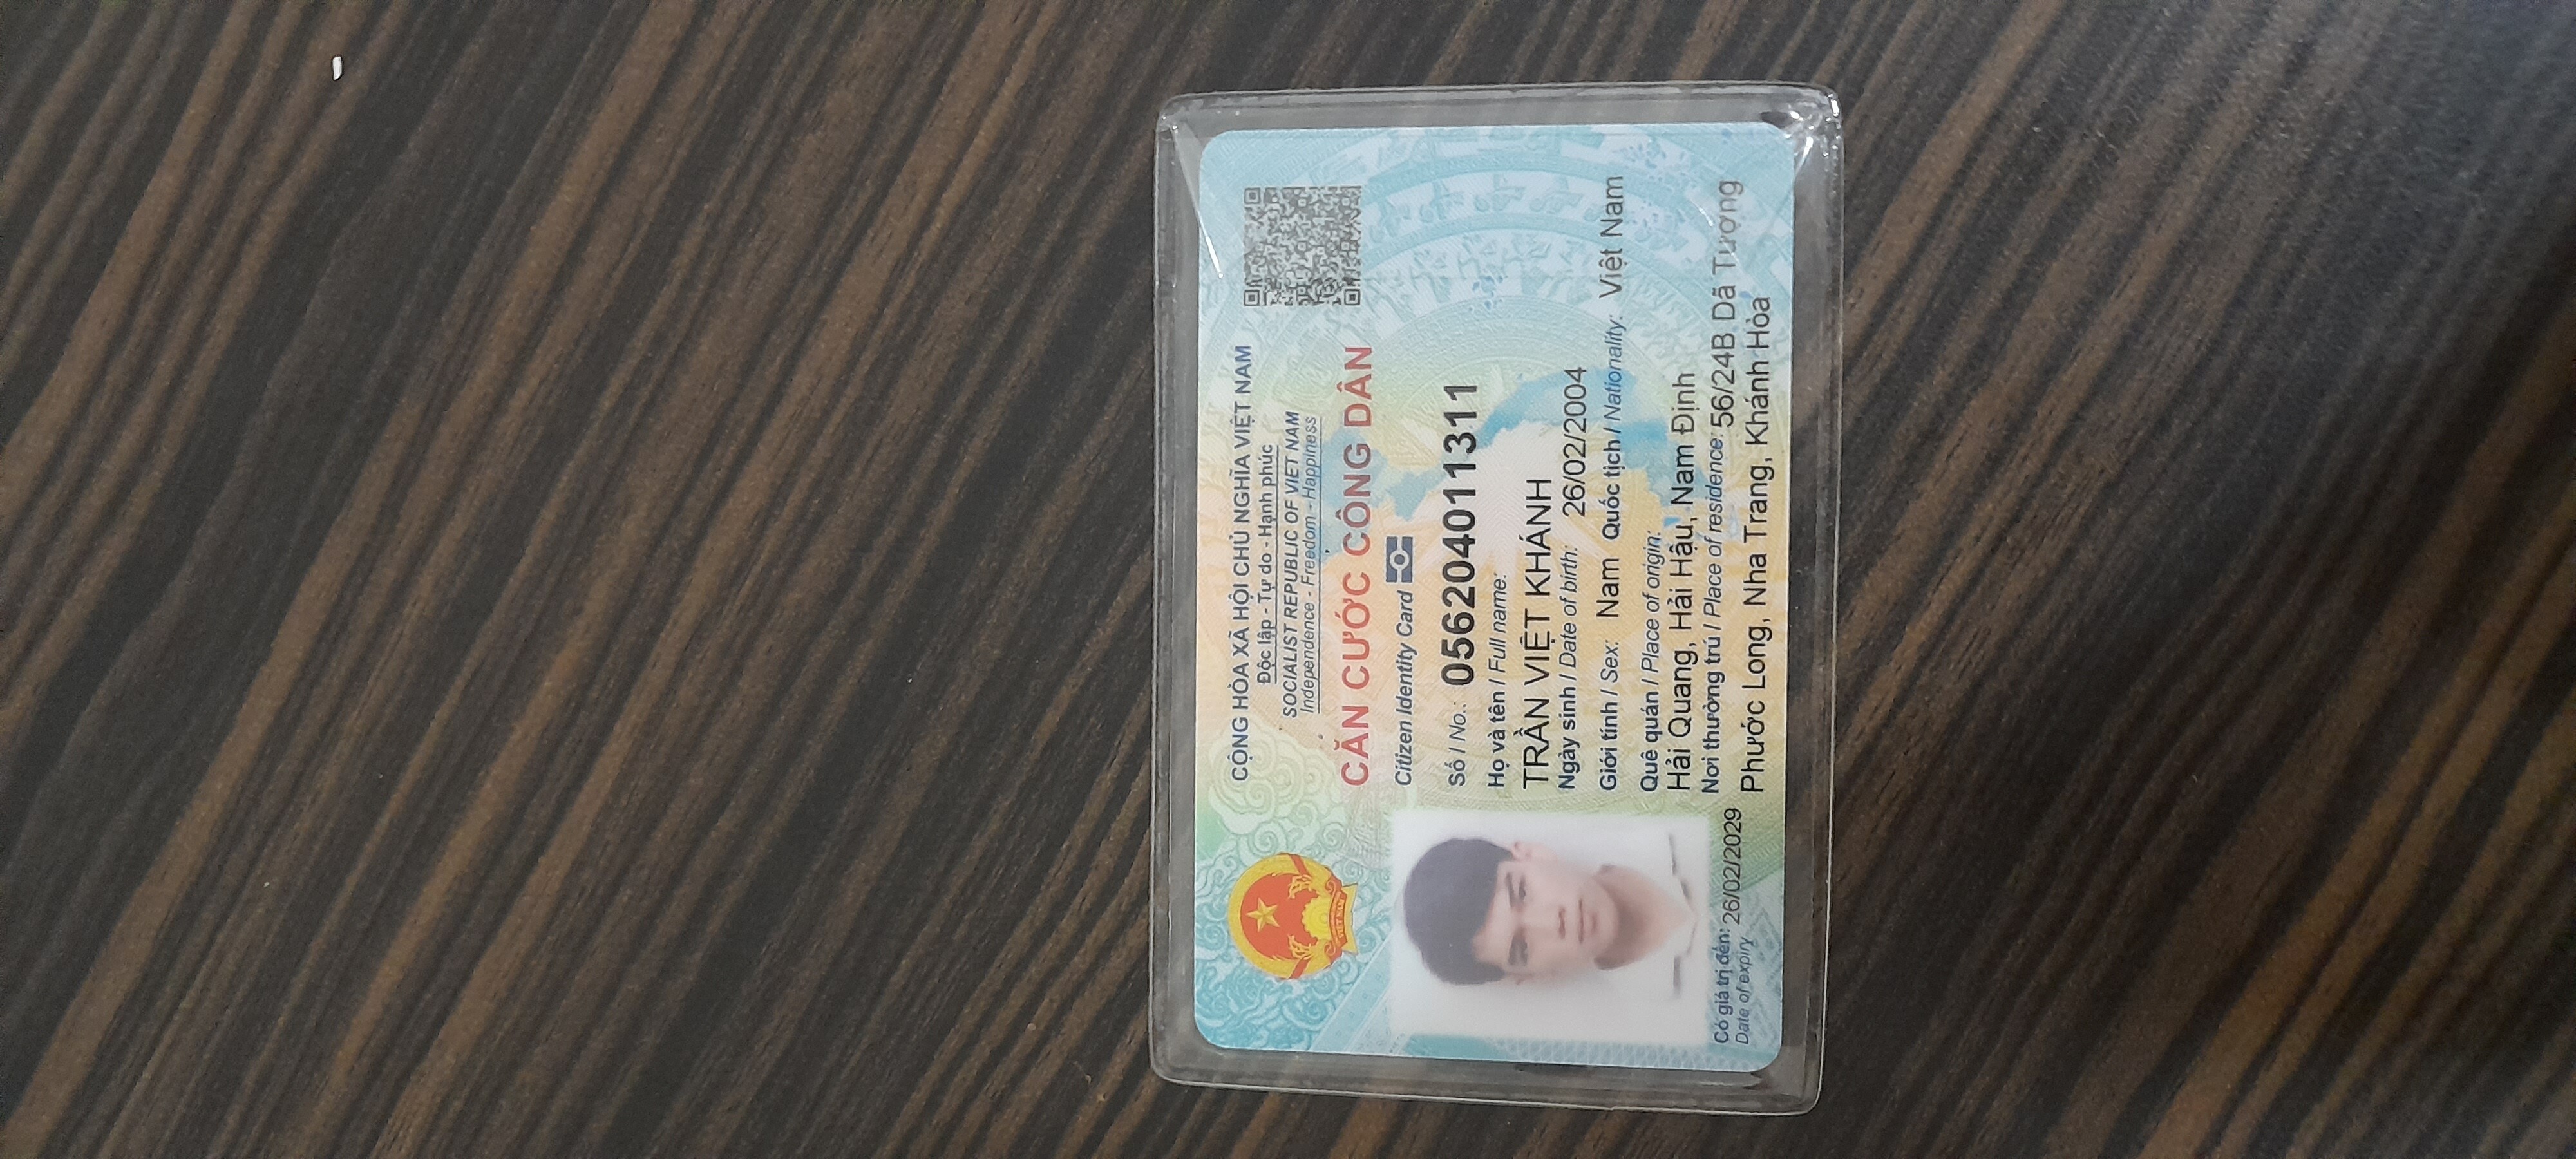 CỘNG HÒA XÃ HỘI CHỦ NGHĨA VIỆT NAM
Độc lập - Tự do - Hạnh phúc
SOCIALIST REPUBLIC OF VIET NAM
Independence - Freedom - Happiness
CĂN CƯỚC CÔNG DÂN
Citizen Identity Card
Số / No.: 056204011311
Họ và tên / Full name:
TRẦN VIỆT KHÁNH
Ngày sinh / Date of birth: 26/02/2004
Giới tính / Sex: Nam Quốc tịch / Nationality: Việt Nam
Quê quán / Place of origin:
Hải Quang, Hải Hậu, Nam Định
Nơi thường trú / Place of residence: 56/24B Dã Tượng
Phước Long, Nha Trang, Khánh Hòa
Có giá trị đến: 26/02/2029
Date of expiry
VIỆT NAM